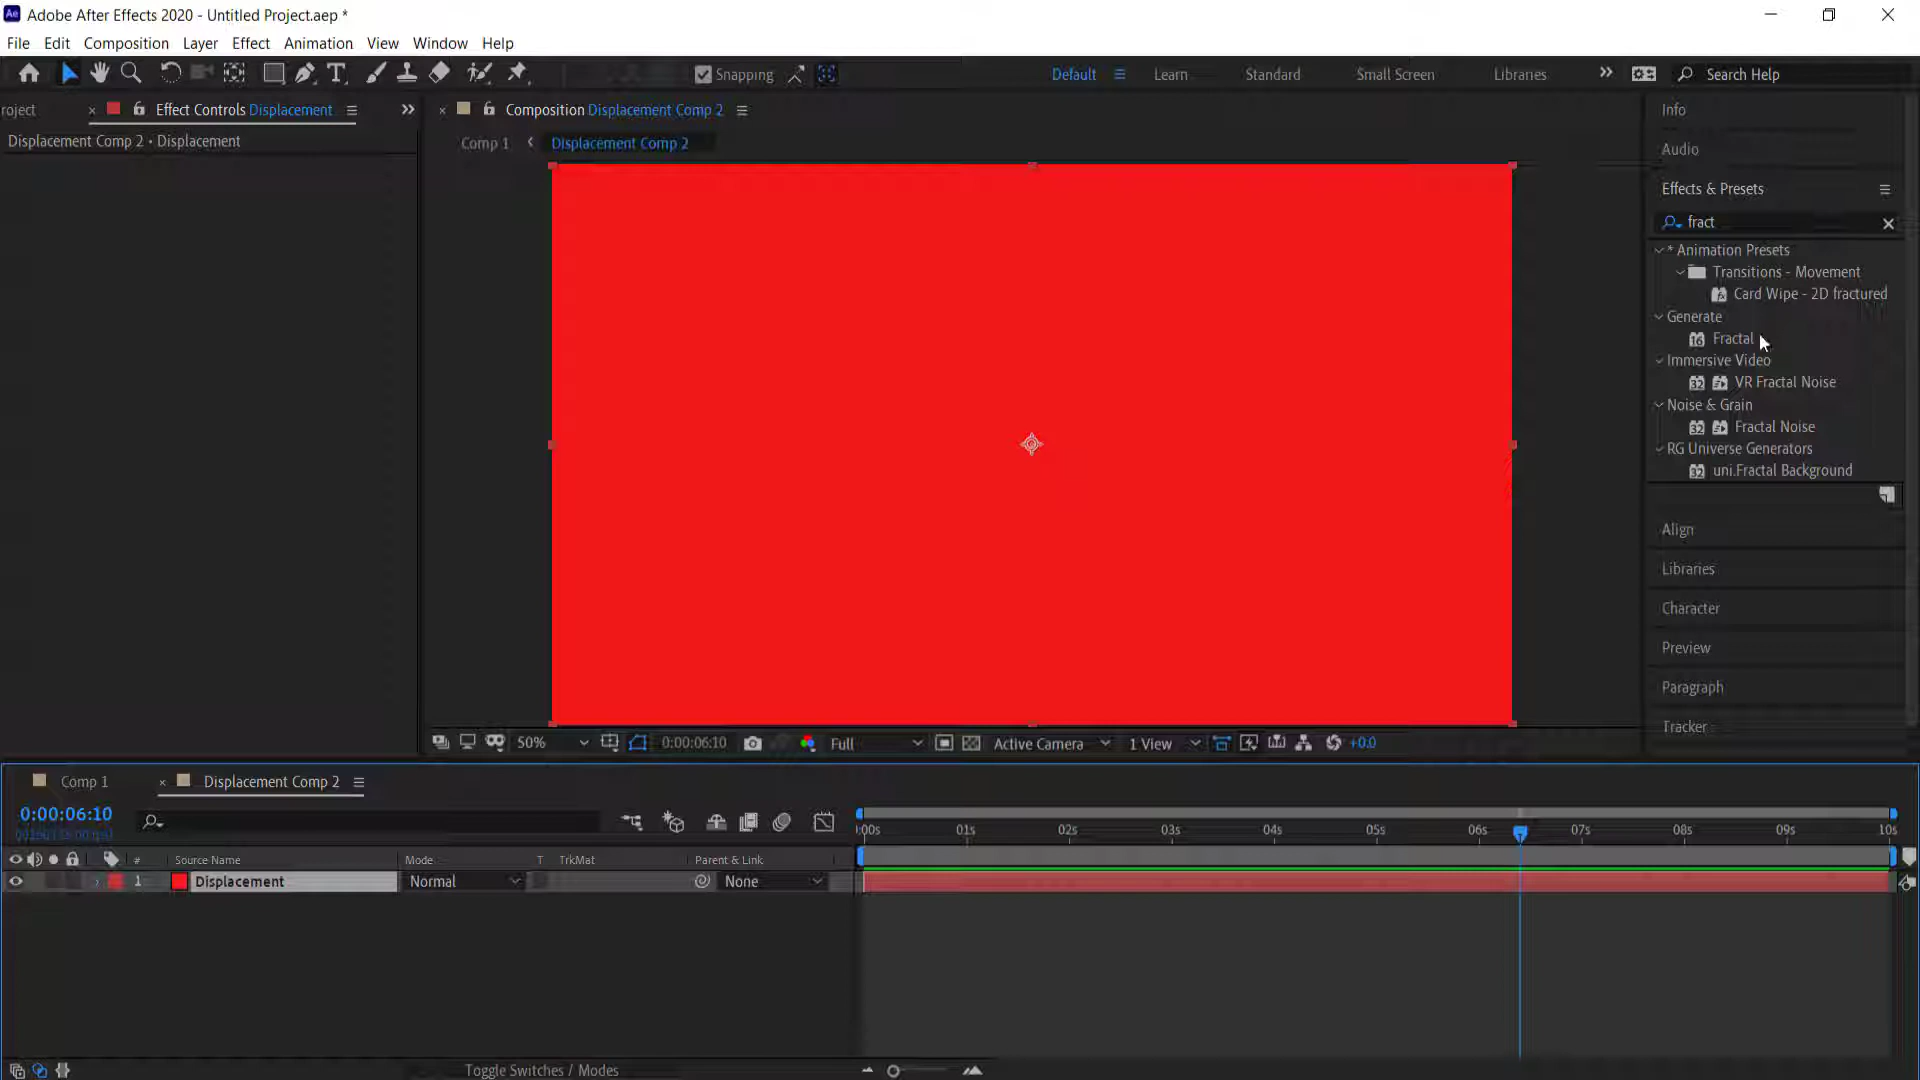 Adobe After Effects 2020 - Untitled Project.aep *
File Edit Composition Layer Effect Animation View Window Help
Snapping Default Learn Standard Small Screen Libraries Search Help
roject Effect Controls Displacement Composition Displacement Comp 2 Info
Displacement Comp 2 • Displacement Comp 1 Displacement Comp 2
Audio
Effects & Presets
fract
* Animation Presets
Transitions - Movement
Card Wipe - 2D fractured
Generate
Fractal
Immersive Video
VR Fractal Noise
Noise & Grain
Fractal Noise
RG Universe Generators
uni.Fractal Background
Align
Libraries
Character
Preview
Paragraph
Tracker
50% 0:00:06:10 Full Active Camera 1 View +0.0
Comp 1 Displacement Comp 2
0:00:06:10
:00s 01s 02s 03s 04s 05s 06s 07s 08s 09s 10s
# Source Name Mode T TrkMat Parent & Link
1 Displacement Normal None
Toggle Switches / Modes